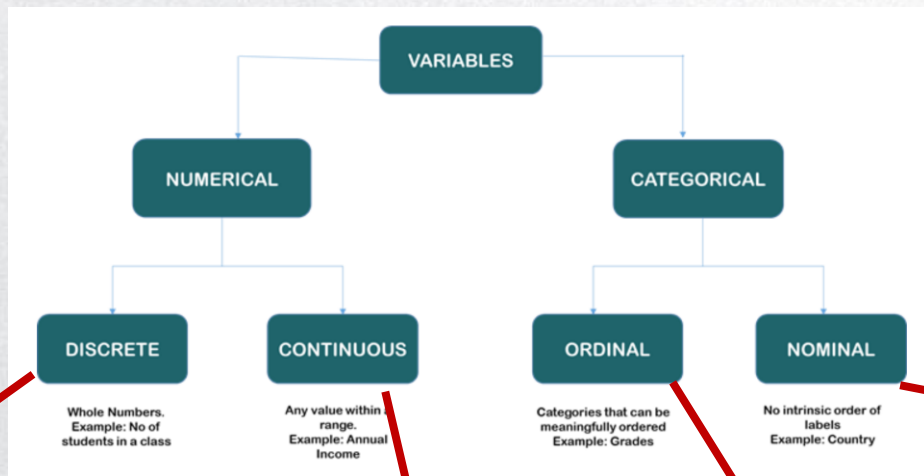 VARIABLES
NUMERICAL
CATEGORICAL
DISCRETE
CONTINUOUS
ORDINAL
NOMINAL
Whole Numbers.
Example: No of
students in a class
Any value within a
range.
Example: Annual
Income
Categories that can be
meaningfully ordered
Example: Grades
No intrinsic order of
labels
Example: Country